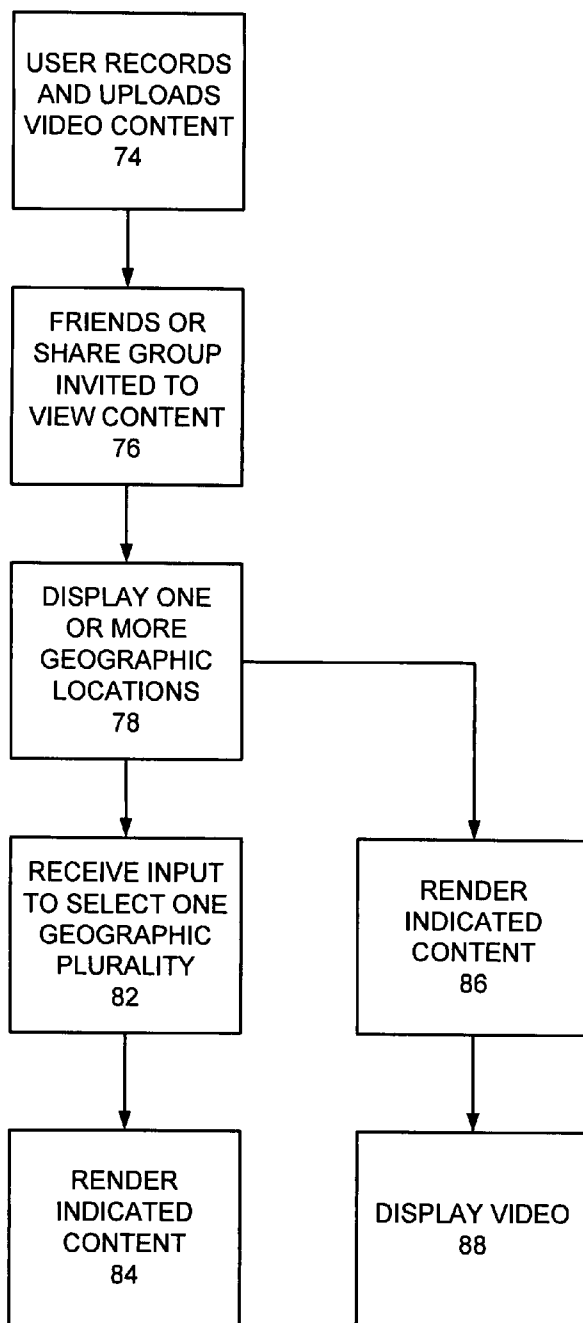 USER RECORDS
AND UPLOADS
VIDEO CONTENT
74
FRIENDS OR
SHARE GROUP
INVITED TO
VIEW CONTENT
76
DISPLAY ONE
OR MORE
GEOGRAPHIC
LOCATIONS
78
RECEIVE INPUT
TO SELECT ONE
GEOGRAPHIC
PLURALITY
82
RENDER
INDICATED
CONTENT
86
RENDER
INDICATED
CONTENT
84
DISPLAY VIDEO
88